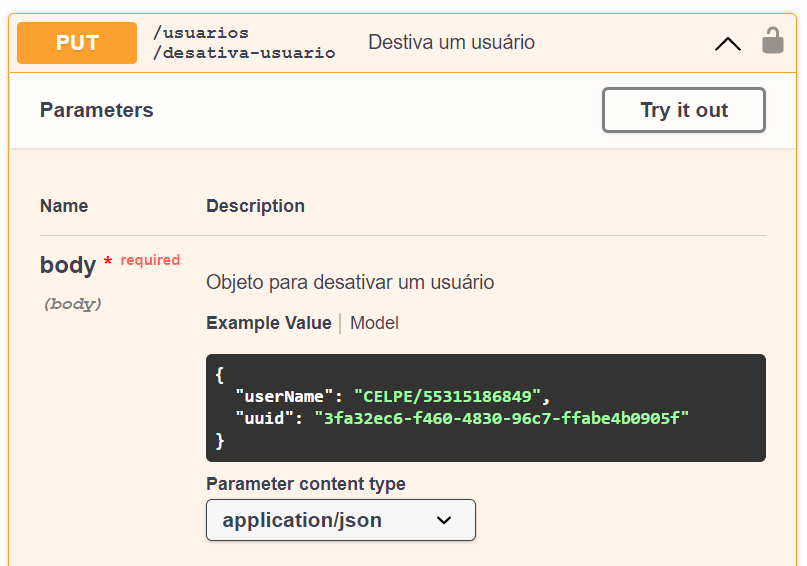 PUT
/usuarios
/desativa-usuario
Destiva um usuário
Parameters
Try it out
Name
Description
body * required
(body)
Objeto para desativar um usuário
Example Value
Model
{
"userName": "CELPE/55315186849",
"uuid": "3fa32ec6-f460-4830-96c7-ffabe4b0905f"
}
Parameter content type
application/json